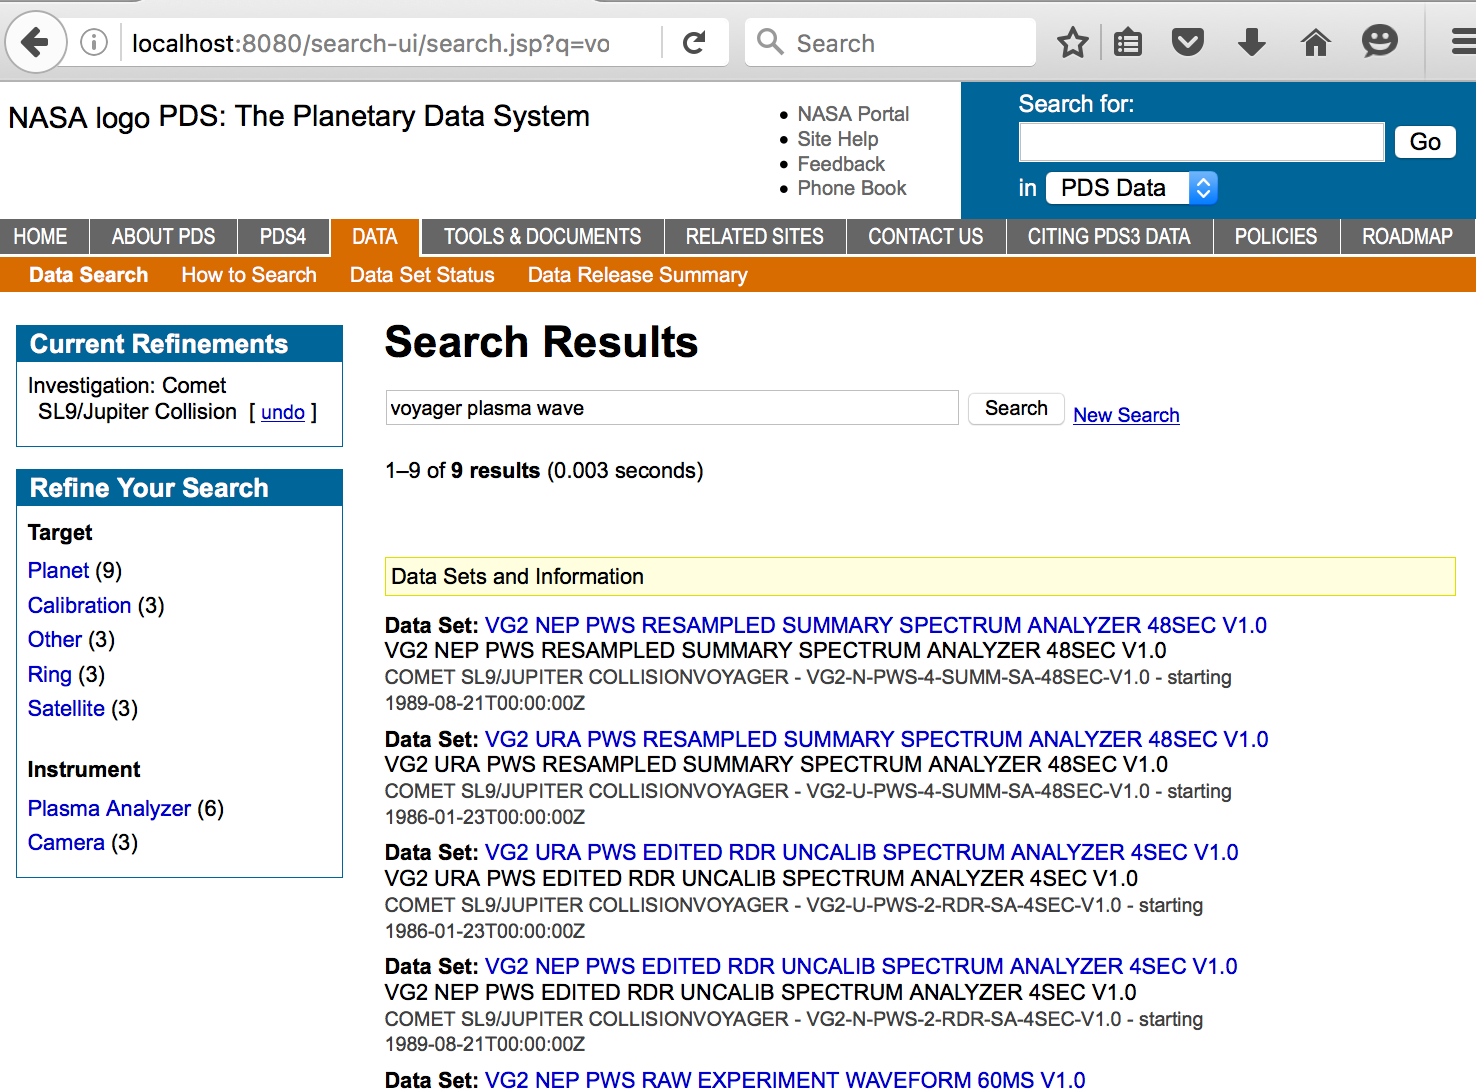 localhost:8080/search-ui/search.jsp?q=vo
Search
NASA logo PDS: The Planetary Data System
NASA Portal
Site Help
Feedback
Phone Book
Search for:
Go
in PDS Data
HOME ABOUT PDS PDS4 DATA TOOLS & DOCUMENTS RELATED SITES CONTACT US CITING PDS3 DATA POLICIES ROADMAP
Data Search How to Search Data Set Status Data Release Summary
Current Refinements
Investigation: Comet
SL9/Jupiter Collision [ undo ]
Refine Your Search
Target
Planet (9)
Calibration (3)
Other (3)
Ring (3)
Satellite (3)
Instrument
Plasma Analyzer (6)
Camera (3)
Search Results
voyager plasma wave
Search
New Search
1–9 of 9 results (0.003 seconds)
Data Sets and Information
Data Set: VG2 NEP PWS RESAMPLED SUMMARY SPECTRUM ANALYZER 48SEC V1.0
VG2 NEP PWS RESAMPLED SUMMARY SPECTRUM ANALYZER 48SEC V1.0
COMET SL9/JUPITER COLLISIONVOYAGER - VG2-N-PWS-4-SUMM-SA-48SEC-V1.0 - starting
1989-08-21T00:00:00Z
Data Set: VG2 URA PWS RESAMPLED SUMMARY SPECTRUM ANALYZER 48SEC V1.0
VG2 URA PWS RESAMPLED SUMMARY SPECTRUM ANALYZER 48SEC V1.0
COMET SL9/JUPITER COLLISIONVOYAGER - VG2-U-PWS-4-SUMM-SA-48SEC-V1.0 - starting
1986-01-23T00:00:00Z
Data Set: VG2 URA PWS EDITED RDR UNCALIB SPECTRUM ANALYZER 4SEC V1.0
VG2 URA PWS EDITED RDR UNCALIB SPECTRUM ANALYZER 4SEC V1.0
COMET SL9/JUPITER COLLISIONVOYAGER - VG2-U-PWS-2-RDR-SA-4SEC-V1.0 - starting
1986-01-23T00:00:00Z
Data Set: VG2 NEP PWS EDITED RDR UNCALIB SPECTRUM ANALYZER 4SEC V1.0
VG2 NEP PWS EDITED RDR UNCALIB SPECTRUM ANALYZER 4SEC V1.0
COMET SL9/JUPITER COLLISIONVOYAGER - VG2-N-PWS-2-RDR-SA-4SEC-V1.0 - starting
1989-08-21T00:00:00Z
Data Set: VG2 NEP PWS RAW EXPERIMENT WAVEFORM 60MS V1.0